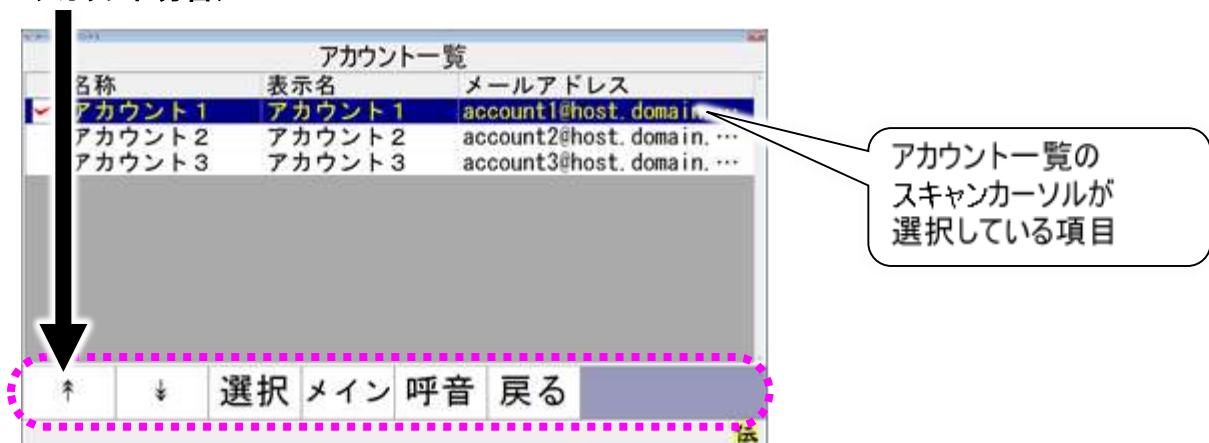 アカウント一覧
名称 表示名 メールアドレス
アカウント1 アカウント1 account1@host.domain.…
アカウント2 アカウント2 account2@host.domain.…
アカウント3 アカウント3 account3@host.domain.…
アカウント一覧の
スキャンカーソルが
選択している項目
↟ ↡ 選択 メイン 呼音 戻る
伝